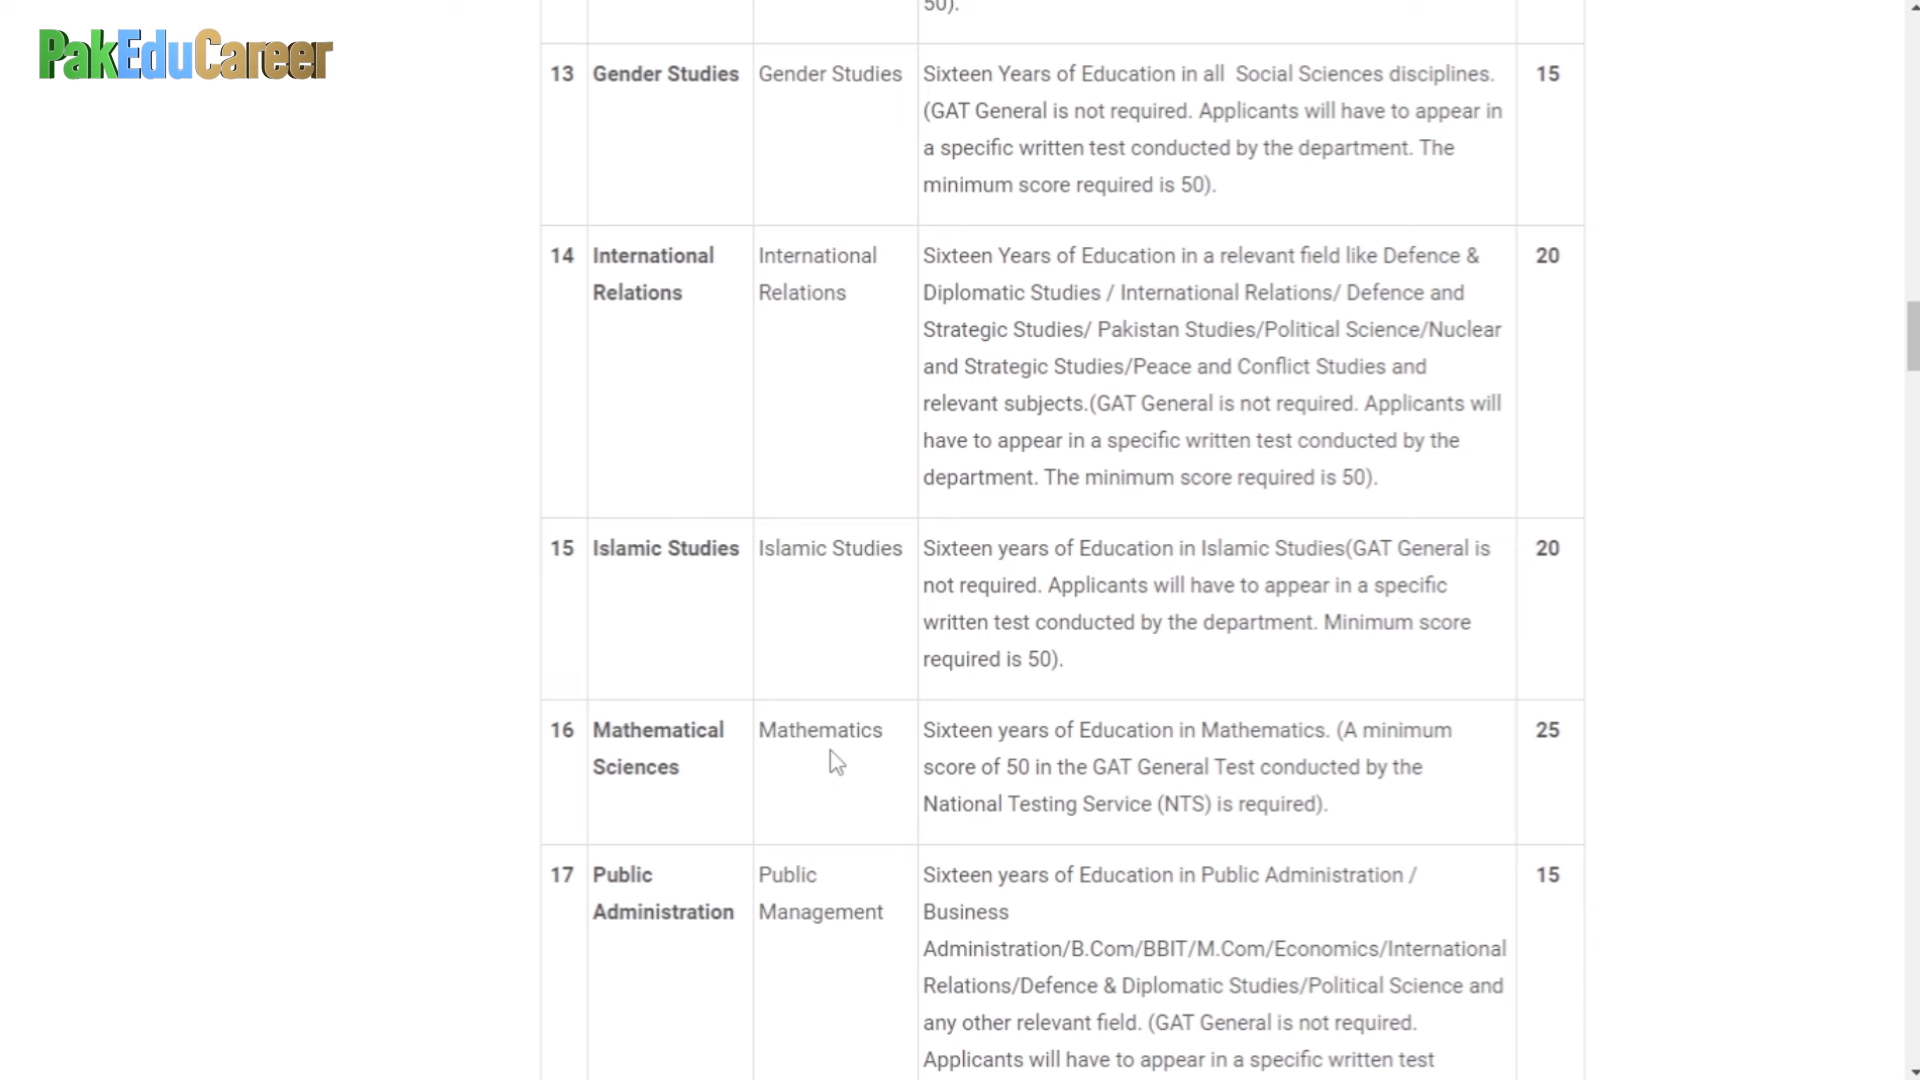 PakEduCareer
50).
13 Gender Studies Gender Studies Sixteen Years of Education in all Social Sciences disciplines. 15
(GAT General is not required. Applicants will have to appear in
a specific written test conducted by the department. The
minimum score required is 50).
14 International International Sixteen Years of Education in a relevant field like Defence & 20
Relations Relations Diplomatic Studies / International Relations/ Defence and
Strategic Studies/ Pakistan Studies/Political Science/Nuclear
and Strategic Studies/Peace and Conflict Studies and
relevant subjects.(GAT General is not required. Applicants will
have to appear in a specific written test conducted by the
department. The minimum score required is 50).
15 Islamic Studies Islamic Studies Sixteen years of Education in Islamic Studies(GAT General is 20
not required. Applicants will have to appear in a specific
written test conducted by the department. Minimum score
required is 50).
16 Mathematical Mathematics Sixteen years of Education in Mathematics. (A minimum 25
Sciences score of 50 in the GAT General Test conducted by the
National Testing Service (NTS) is required).
17 Public Public Sixteen years of Education in Public Administration / 15
Administration Management Business
Administration/B.Com/BBIT/M.Com/Economics/International
Relations/Defence & Diplomatic Studies/Political Science and
any other relevant field. (GAT General is not required.
Applicants will have to appear in a specific written test